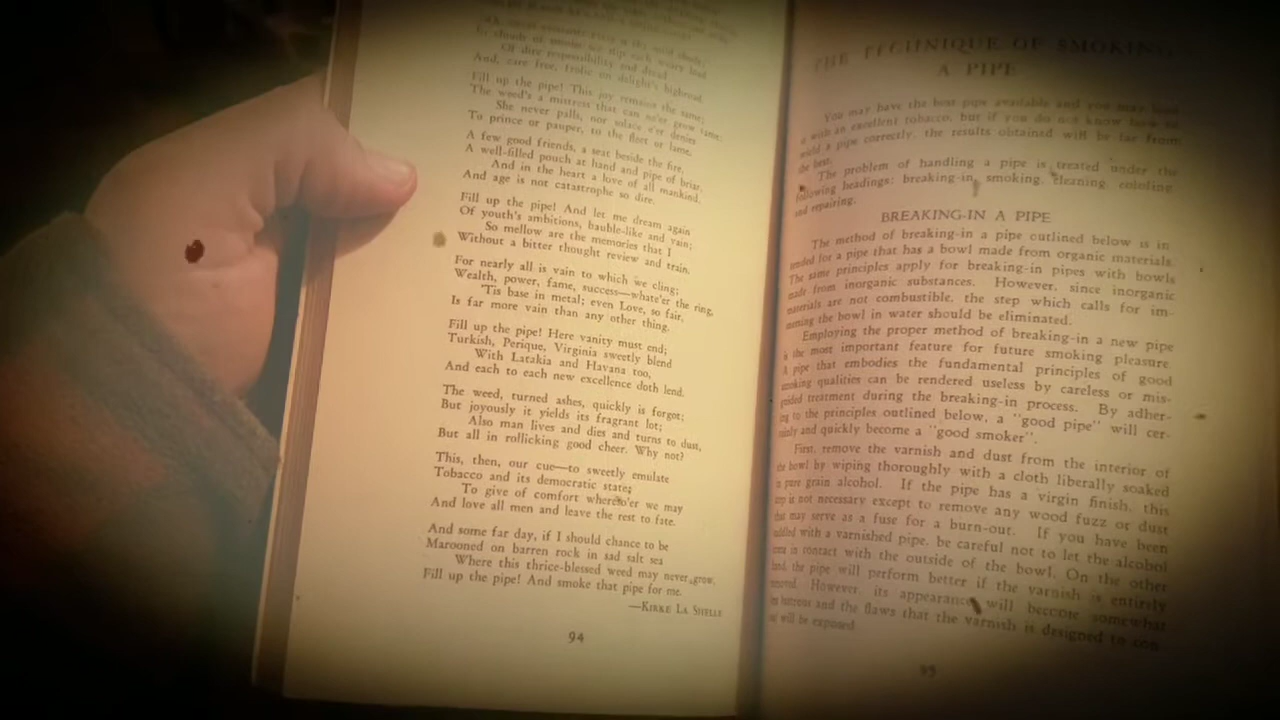 Of dire responsibility and dread
And, care free, frolic on delight's highroad.
Fill up the pipe! This joy remains the same;
The weed's a mistress that can ne'er grow tame;
She never palls, nor solace e'er denies
To prince or pauper, to the fleet or lame.
A few good friends, a seat beside the fire,
A well-filled pouch at hand and pipe of briar,
And in the heart a love of all mankind,
And age is not catastrophe so dire.
Fill up the pipe! And let me dream again
Of youth's ambitions, bauble-like and vain;
So mellow are the memories that I
Without a bitter thought review and train.
For nearly all is vain to which we cling;
Wealth, power, fame, success—whate'er the ring,
'Tis base in metal; even Love, so fair,
Is far more vain than any other thing.
Fill up the pipe! Here vanity must end;
Turkish, Perique, Virginia sweetly blend
With Latakia and Havana too,
And each to each new excellence doth lend.
The weed, turned ashes, quickly is forgot;
But joyously it yields its fragrant lot;
Also man lives and dies and turns to dust,
But all in rollicking good cheer. Why not?
This, then, our cue—to sweetly emulate
Tobacco and its democratic state;
To give of comfort whereso'er we may
And love all men and leave the rest to fate.
And some far day, if I should chance to be
Marooned on barren rock in sad salt sea
Where this thrice-blessed weed may never grow,
Fill up the pipe! And smoke that pipe for me.
—KIRKE LA SHELLE
94
THE TECHNIQUE OF SMOKING
A PIPE
You may have the best pipe available and you may load
with an excellent tobacco, but if you do not know how to
wield a pipe correctly, the results obtained will be far from
the best.
The problem of handling a pipe is treated under the
following headings: breaking-in, smoking, cleaning, coloring
and repairing.
BREAKING-IN A PIPE
The method of breaking-in a pipe outlined below is in-
tended for a pipe that has a bowl made from organic materials.
The same principles apply for breaking-in pipes with bowls
made from inorganic substances. However, since inorganic
materials are not combustible, the step which calls for im-
mersing the bowl in water should be eliminated.
Employing the proper method of breaking-in a new pipe
is the most important feature for future smoking pleasure.
A pipe that embodies the fundamental principles of good
smoking qualities can be rendered useless by careless or mis-
guided treatment during the breaking-in process. By adher-
ing to the principles outlined below, a "good pipe" will cer-
tainly and quickly become a "good smoker".
First, remove the varnish and dust from the interior of
the bowl by wiping thoroughly with a cloth liberally soaked
in pure grain alcohol. If the pipe has a virgin finish, this
step is not necessary except to remove any wood fuzz or dust
that may serve as a fuse for a burn-out. If you have been
saddled with a varnished pipe, be careful not to let the alcohol
come in contact with the outside of the bowl. On the other
hand, the pipe will perform better if the varnish is entirely
removed. However, its appearance will become somewhat
and the flaws that the varnish is designed to con-
will be exposed
95